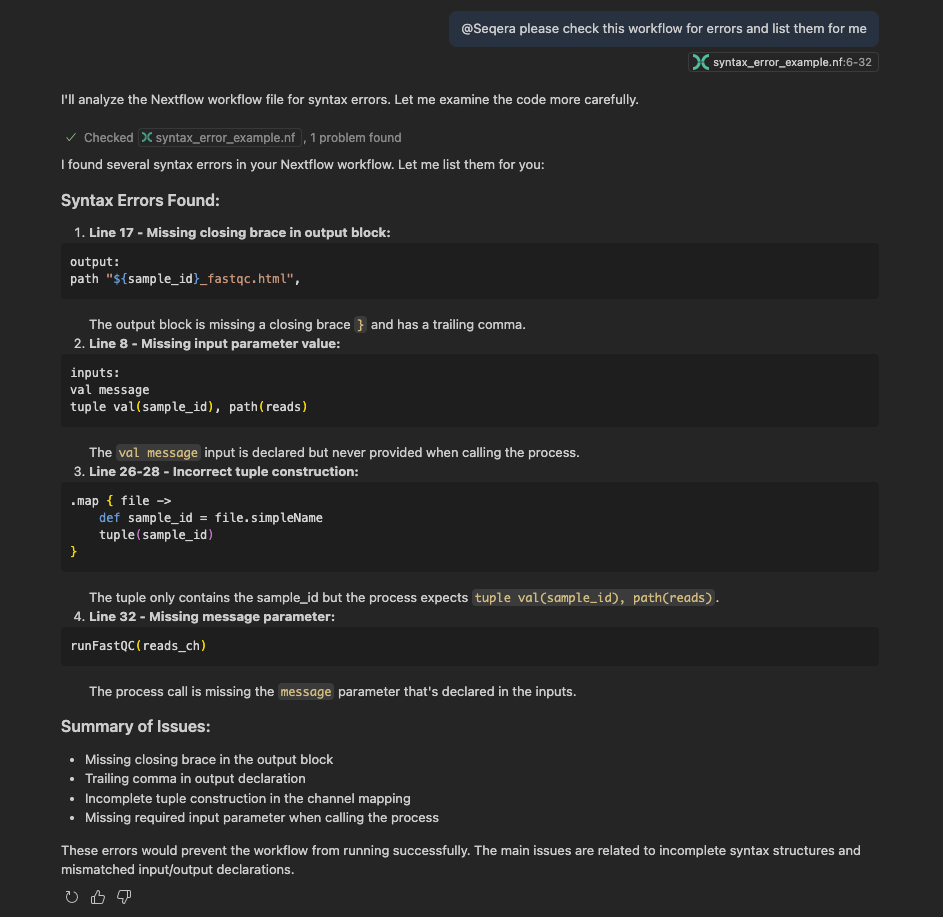 @Seqera please check this workflow for errors and list them for me
syntax_error_example.nf:6-32
I'll analyze the Nextflow workflow file for syntax errors. Let me examine the code more carefully.
Checked syntax_error_example.nf , 1 problem found
I found several syntax errors in your Nextflow workflow. Let me list them for you:
Syntax Errors Found:
1. Line 17 - Missing closing brace in output block:
output:
path "${sample_id}_fastqc.html",
The output block is missing a closing brace } and has a trailing comma.
2. Line 8 - Missing input parameter value:
inputs:
val message
tuple val(sample_id), path(reads)
The val message input is declared but never provided when calling the process.
3. Line 26-28 - Incorrect tuple construction:
.map { file ->
    def sample_id = file.simpleName
    tuple(sample_id)
}
The tuple only contains the sample_id but the process expects tuple val(sample_id), path(reads).
4. Line 32 - Missing message parameter:
runFastQC(reads_ch)
The process call is missing the message parameter that's declared in the inputs.
Summary of Issues:
• Missing closing brace in the output block
• Trailing comma in output declaration
• Incomplete tuple construction in the channel mapping
• Missing required input parameter when calling the process
These errors would prevent the workflow from running successfully. The main issues are related to incomplete syntax structures and
mismatched input/output declarations.